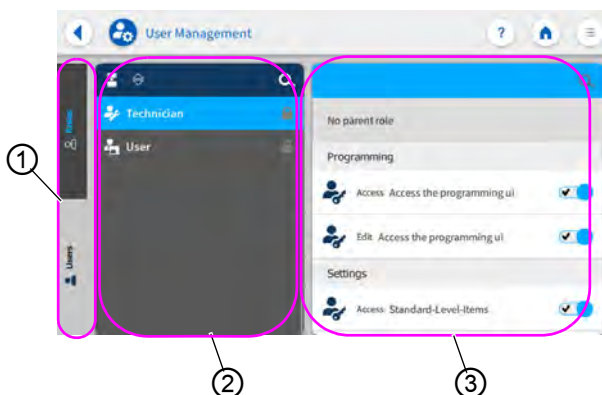 User Management
?
Roles
Users
Technician
User
No parent role
Programming
Access Access the programming ui
Edit Access the programming ui
Settings
Access Standard-Level-Items
1
2
3